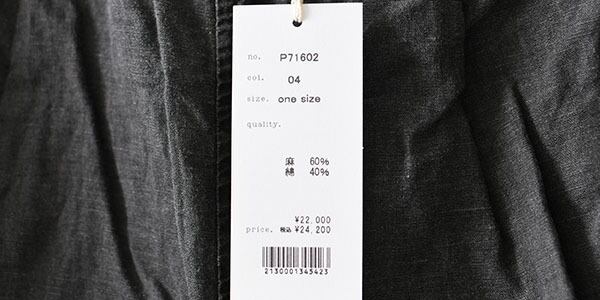 no. P71602
col. 04
size. one size
quality.
麻 60%
綿 40%
¥22,000
price. 税込 ¥24,200
2130001345423